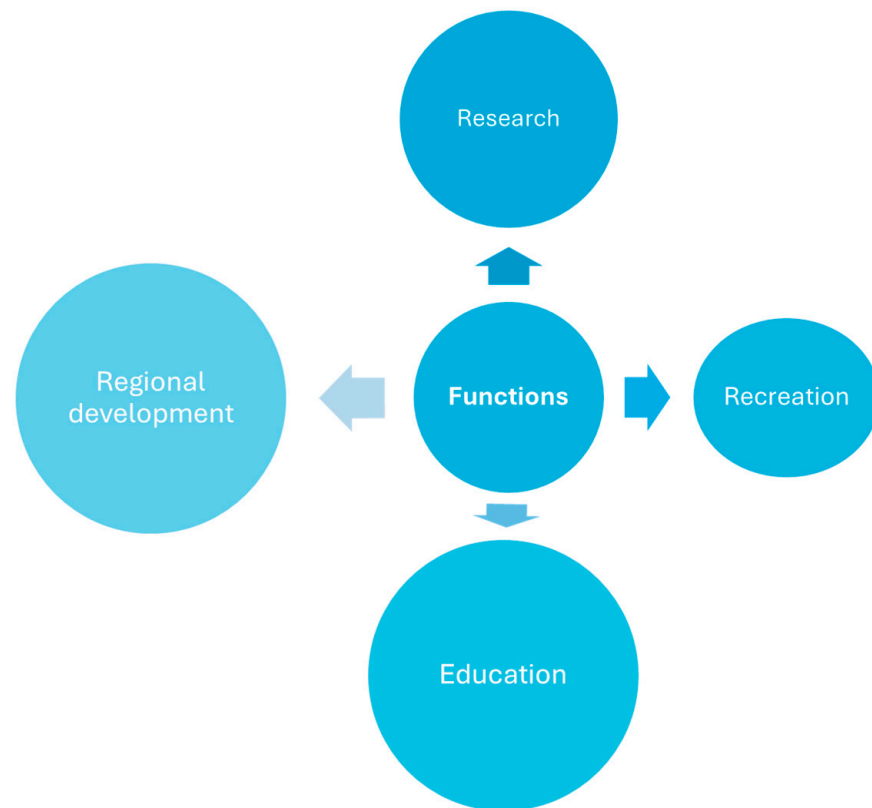 Research
Regional
development
Functions
Recreation
Education